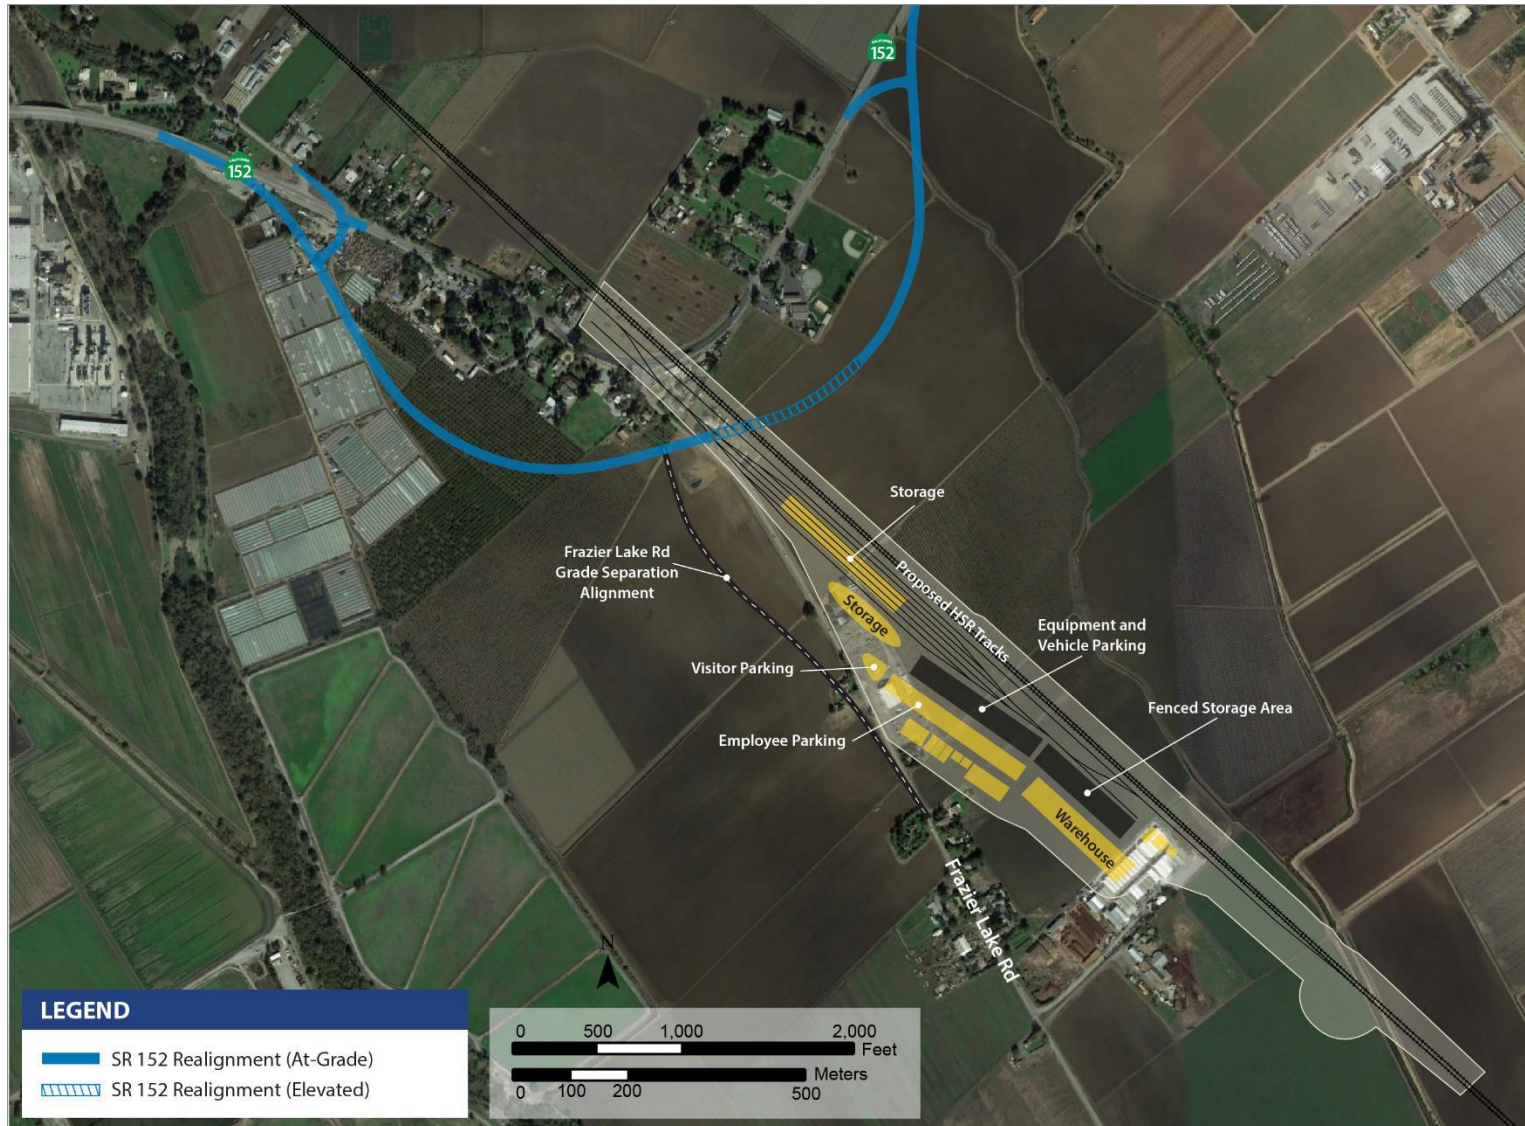 CALIFORNIA
152
CALIFORNIA
152
Storage
Frazier Lake Rd
Grade Separation
Alignment
Proposed HSR Tracks
Storage
Equipment and
Vehicle Parking
Visitor Parking
Fenced Storage Area
Employee Parking
Warehouse
Frazier Lake Rd
N
LEGEND
SR 152 Realignment (At-Grade)
SR 152 Realignment (Elevated)
0 500 1,000 2,000
Feet
Meters
0 100 200 500